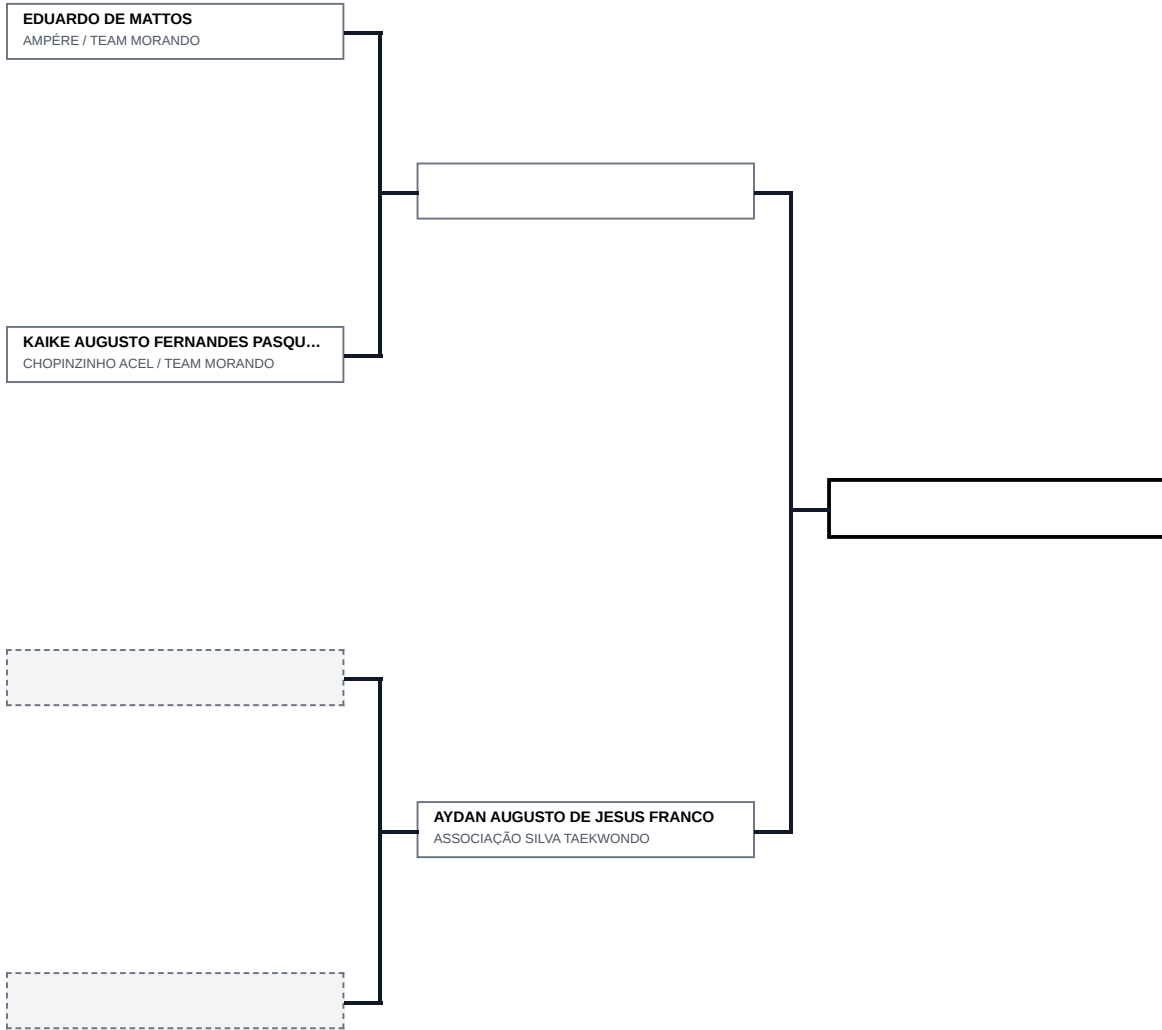 EDUARDO DE MATTOS
AMPÉRE / TEAM MORANDO
KAIKE AUGUSTO FERNANDES PASQU...
CHOPINZINHO ACEL / TEAM MORANDO
AYDAN AUGUSTO DE JESUS FRANCO
ASSOCIAÇÃO SILVA TAEKWONDO